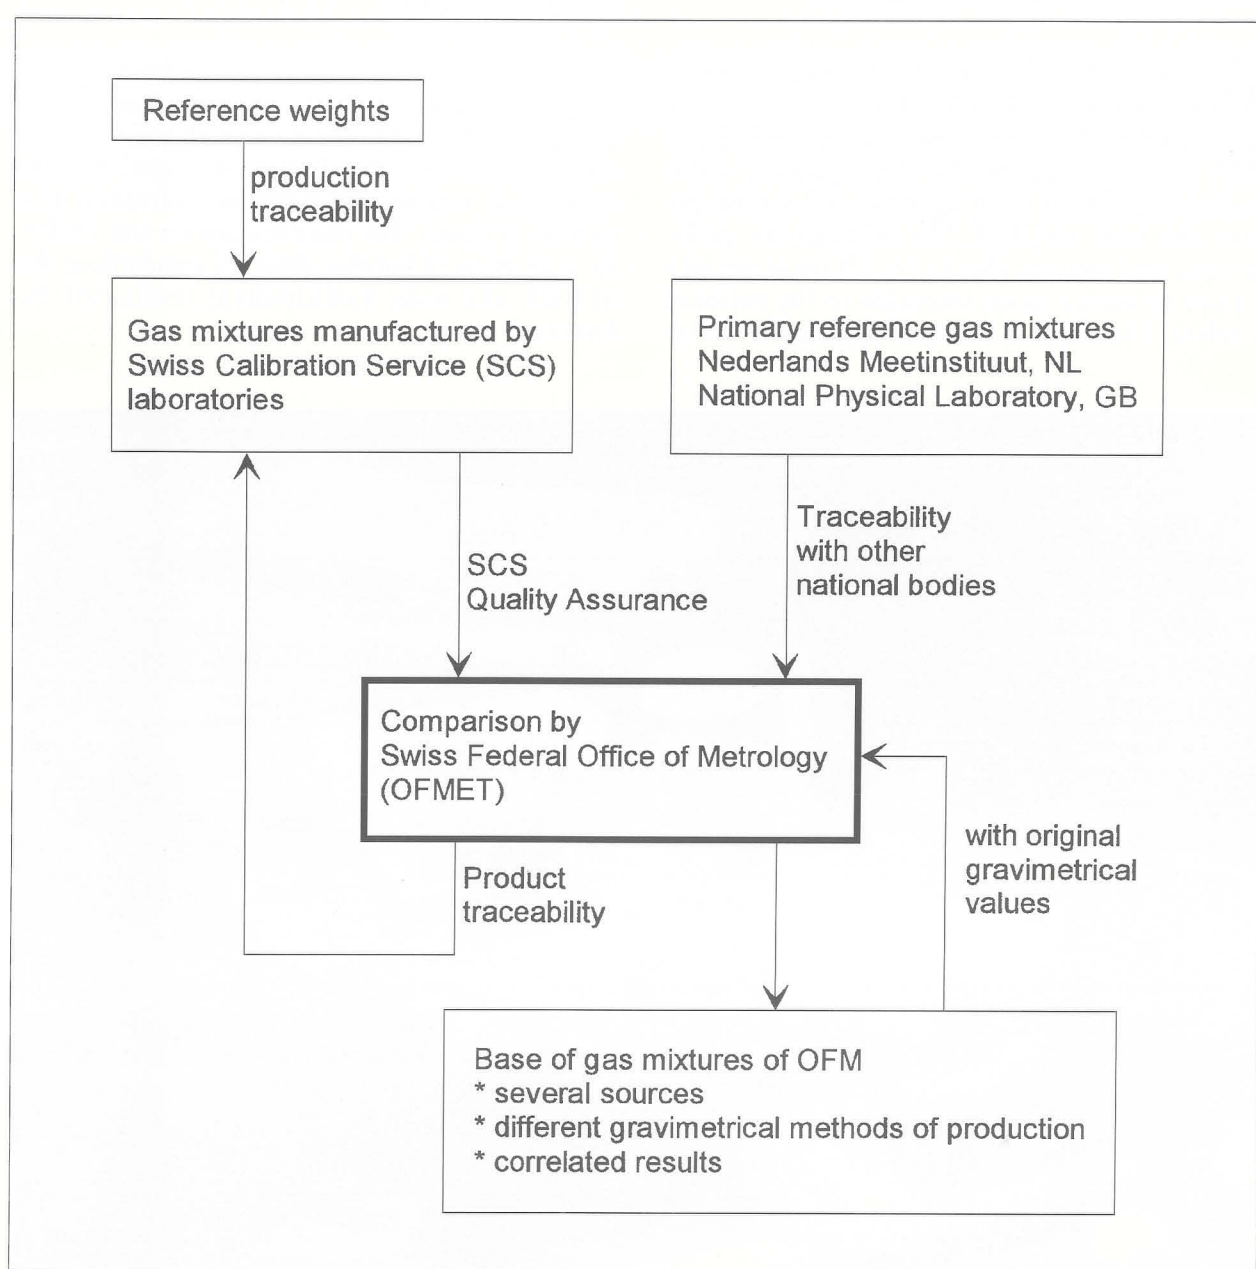 Reference weights
production
traceability
Gas mixtures manufactured by
Swiss Calibration Service (SCS)
laboratories
Primary reference gas mixtures
Nederlands Meetinstituut, NL
National Physical Laboratory, GB
SCS
Quality Assurance
Traceability
with other
national bodies
Comparison by
Swiss Federal Office of Metrology
(OFMET)
Product
traceability
with original
gravimetrical
values
Base of gas mixtures of OFM
* several sources
* different gravimetrical methods of production
* correlated results